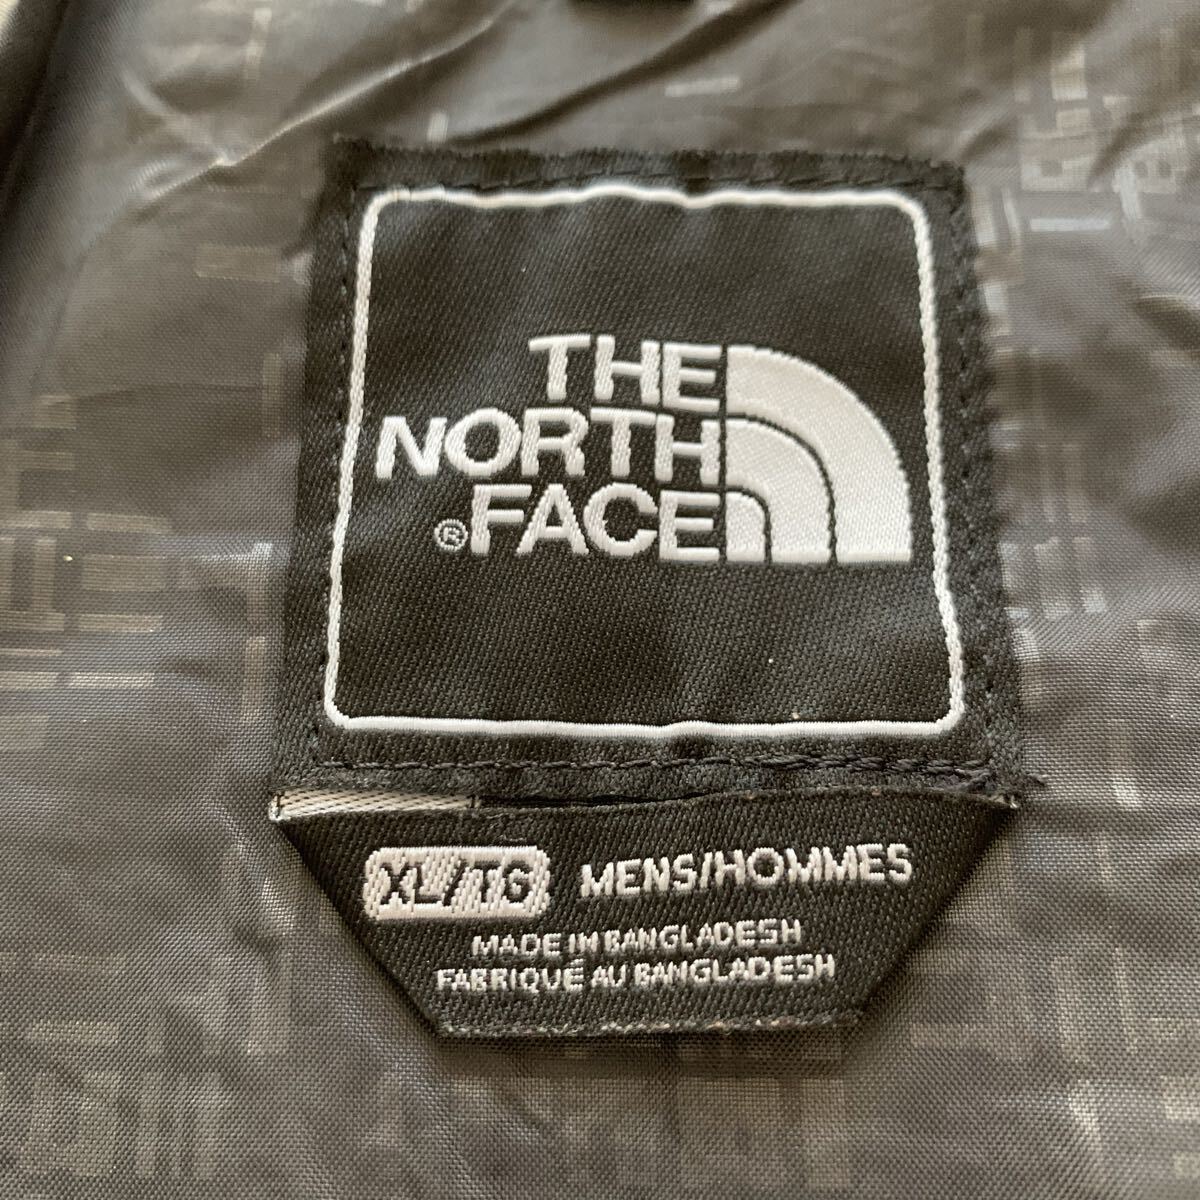 THE
NORTH
®FACE
XL/TG MENS/HOMMES
MADE IN BANGLADESH
FABRIQUÉ AU BANGLADESH